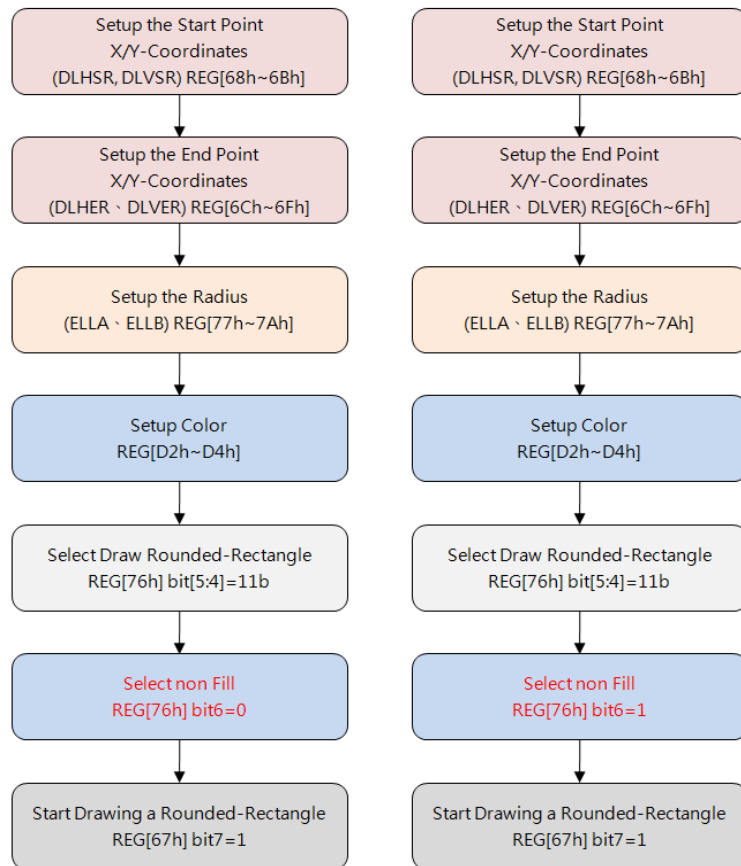 Setup the Start Point
X/Y-Coordinates
(DLHSR, DLVSR) REG[68h~6Bh]
Setup the End Point
X/Y-Coordinates
(DLHER、DLVER) REG[6Ch~6Fh]
Setup the Radius
(ELLA、ELLB) REG[77h~7Ah]
Setup Color
REG[D2h~D4h]
Select Draw Rounded-Rectangle
REG[76h] bit[5:4]=11b
Select non Fill
REG[76h] bit6=0
Start Drawing a Rounded-Rectangle
REG[67h] bit7=1
Setup the Start Point
X/Y-Coordinates
(DLHSR, DLVSR) REG[68h~6Bh]
Setup the End Point
X/Y-Coordinates
(DLHER、DLVER) REG[6Ch~6Fh]
Setup the Radius
(ELLA、ELLB) REG[77h~7Ah]
Setup Color
REG[D2h~D4h]
Select Draw Rounded-Rectangle
REG[76h] bit[5:4]=11b
Select non Fill
REG[76h] bit6=1
Start Drawing a Rounded-Rectangle
REG[67h] bit7=1